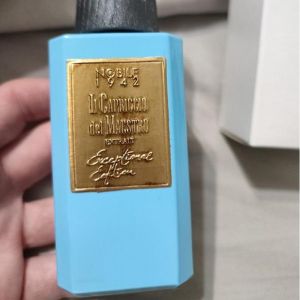 NOBILE
1942
Il Capriccio
del Maestro
EXTRAIT
Exceptional
Edition